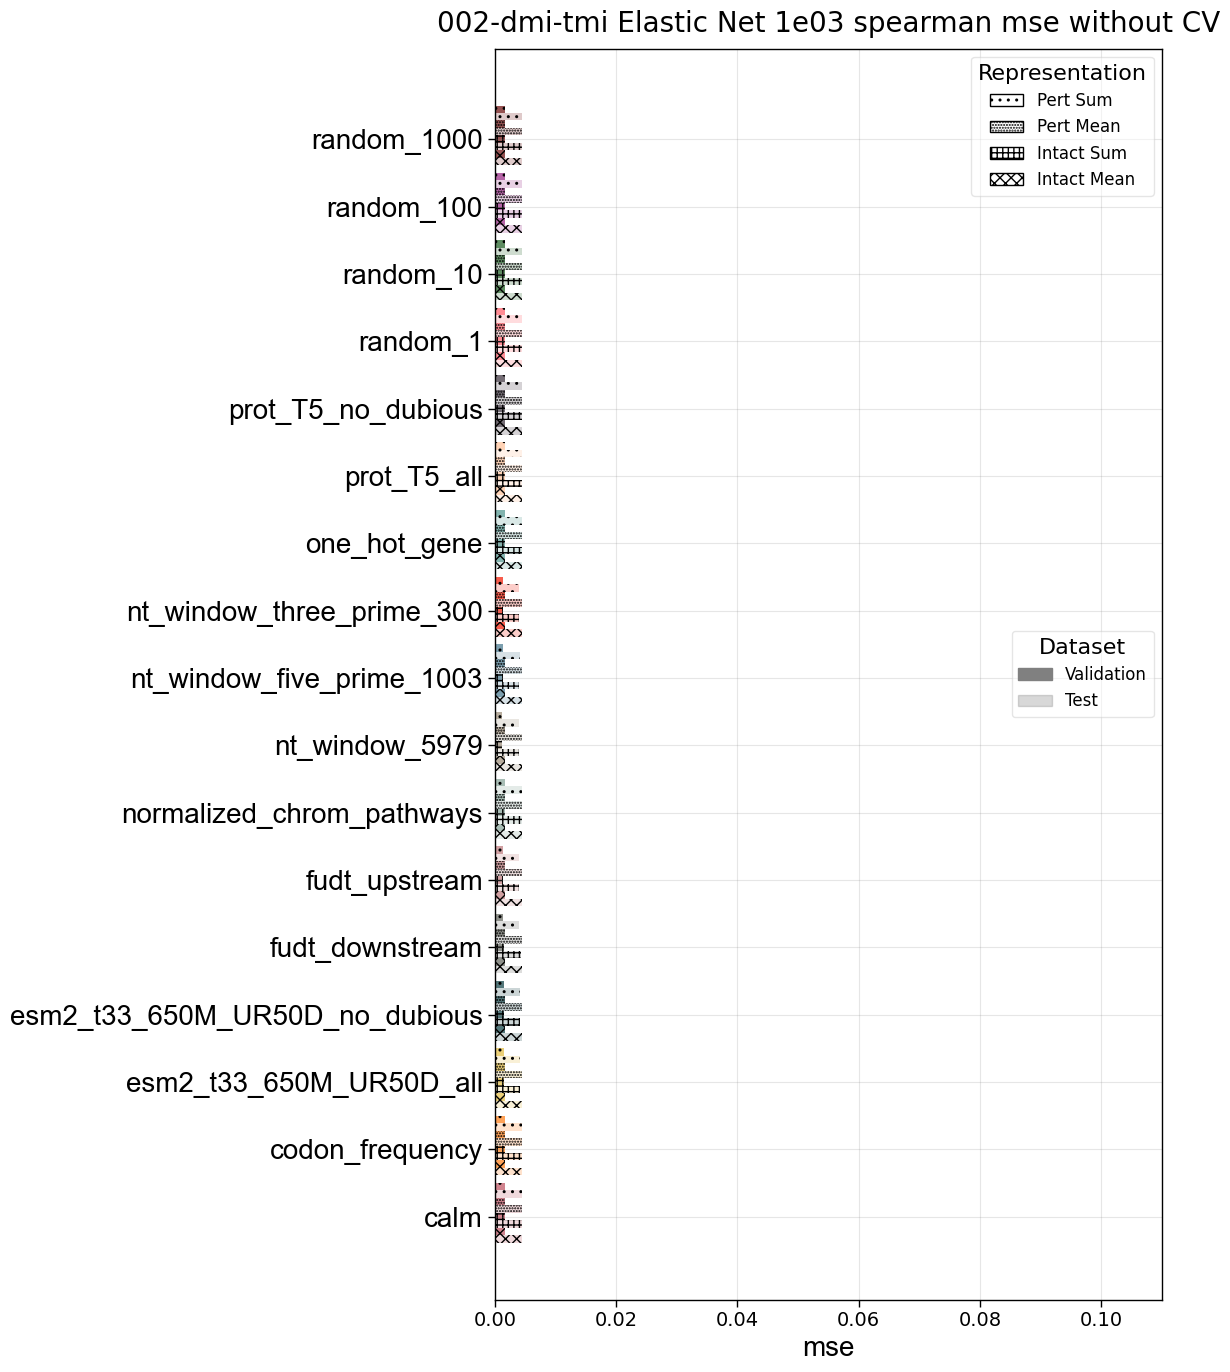 002-dmi-tmi Elastic Net 1e03 spearman mse without CV
Representation
Pert Sum
Pert Mean
Intact Sum
Intact Mean
random_1000
random_100
random_10
random_1
prot_T5_no_dubious
prot_T5_all
one_hot_gene
nt_window_three_prime_300
nt_window_five_prime_1003
nt_window_5979
normalized_chrom_pathways
fudt_upstream
fudt_downstream
esm2_t33_650M_UR50D_no_dubious
esm2_t33_650M_UR50D_all
codon_frequency
calm
Dataset
Validation
Test
0.00 0.02 0.04 0.06 0.08 0.10
mse